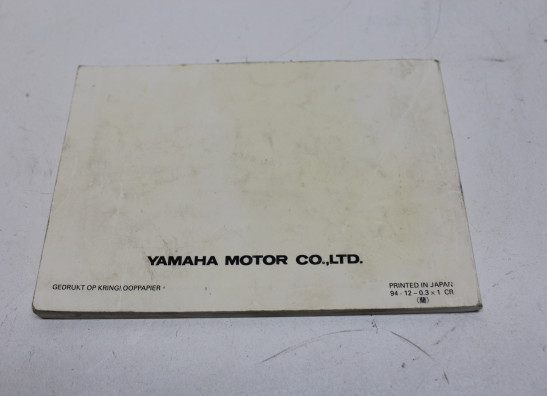 YAMAHA MOTOR CO.,LTD.
GEDRUKT OP KRINGLOOPPAPIER
PRINTED IN JAPAN
94 · 12 – 0.3 × 1 CR